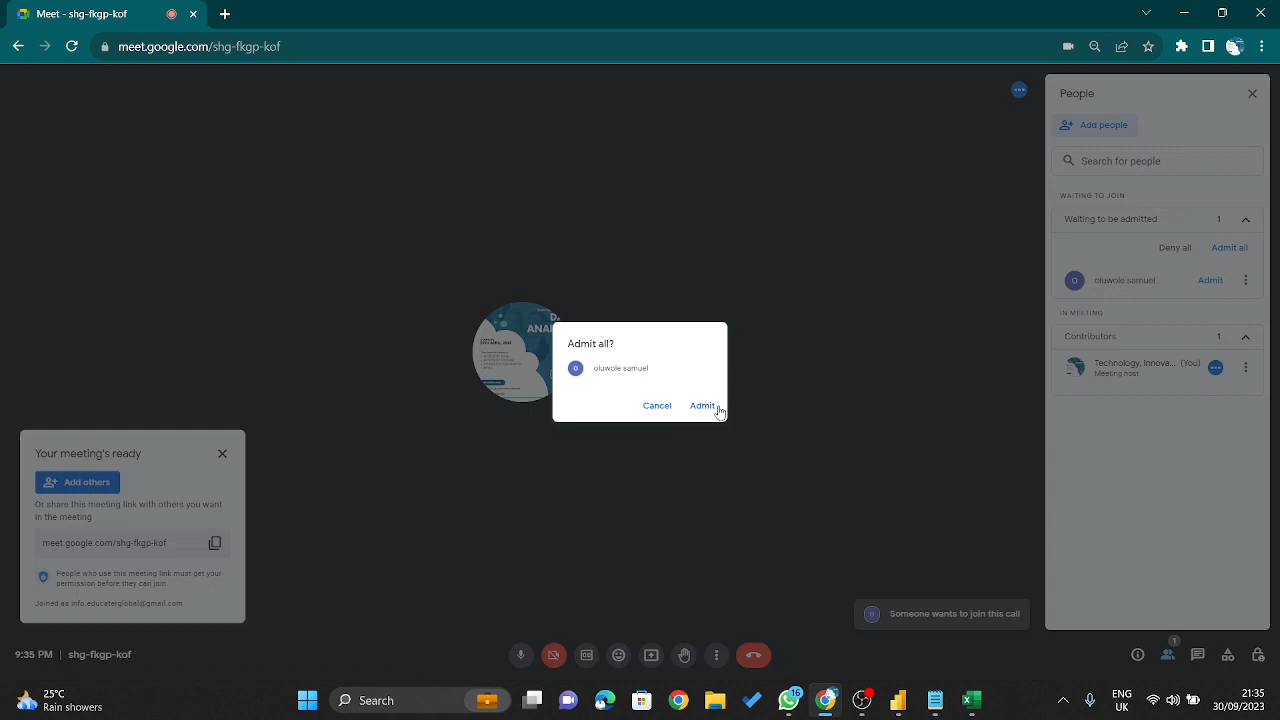 Meet - shg-fkgp-kof
meet.google.com/shg-fkgp-kof
People
Add people
Search for people
WAITING TO JOIN
Waiting to be admitted 1
Deny all Admit all
oluwole samuel Admit
IN MEETING
Contributors 1
Technology, Innova... (You)
Meeting host
Admit all?
oluwole samuel
Cancel Admit
Your meeting's ready
Add others
Or share this meeting link with others you want
in the meeting
meet.google.com/shg-fkgp-kof
People who use this meeting link must get your
permission before they can join.
Joined as info.educaterglobal@gmail.com
Someone wants to join this call
9:35 PM | shg-fkgp-kof
1
25°C
Rain showers
Search
16
ENG
UK
21:35
30/09/2023